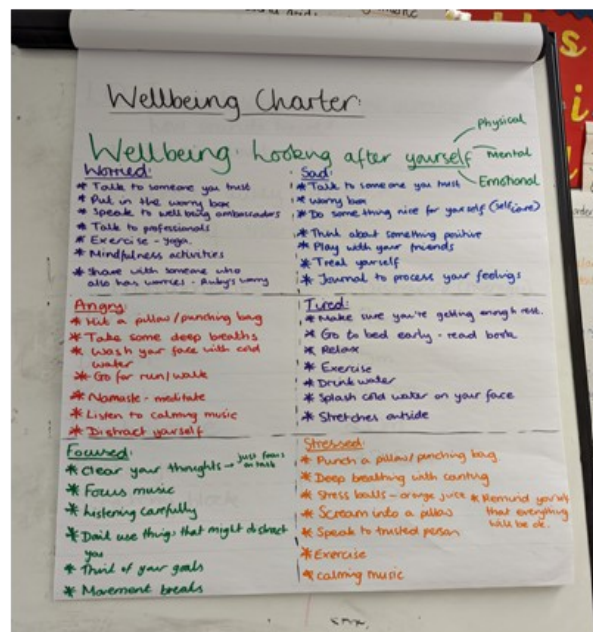 Wellbeing Charter:
Physical
Wellbeing: Looking after yourself
Mental
Emotional
Worried:
* Talk to someone you trust
* Put in the worry box
* Speak to well being ambassadors
* Talk to professionals
* Exercise - yoga.
* Mindfulness activities
* Share with someone who
also has worries - Ruby's worry
Sad:
* Talk to someone you trust
* worry box
* Do something nice for yourself (self care)
* Think about something positive
* Play with your friends
* Treat yourself
* Journal to process your feelings
Angry:
* Hit a pillow/punching bag
* Take some deep breaths
* Wash your face with cold
water
* Go for run/walk
* Namaste - meditate
* Listen to calming music
* Distract yourself
Tired:
* Make sure you're getting enough rest.
* Go to bed early - read book
* Relax
* Exercise
* Drink water
* Splash cold water on your face
* Stretches outside
Focused:
* Clear your thoughts → just focus
on task
* Focus music
* Listening carefully
* Don't use things that might distract
you
* Think of your goals
* Movement breaks
Stressed:
* Punch a pillow/punching bag
* Deep breathing with counting
* Stress balls - orange juice
* Scream into a pillow
* Speak to trusted person
* Exercise
* calming music
* Remind yourself
that everything
will be ok.